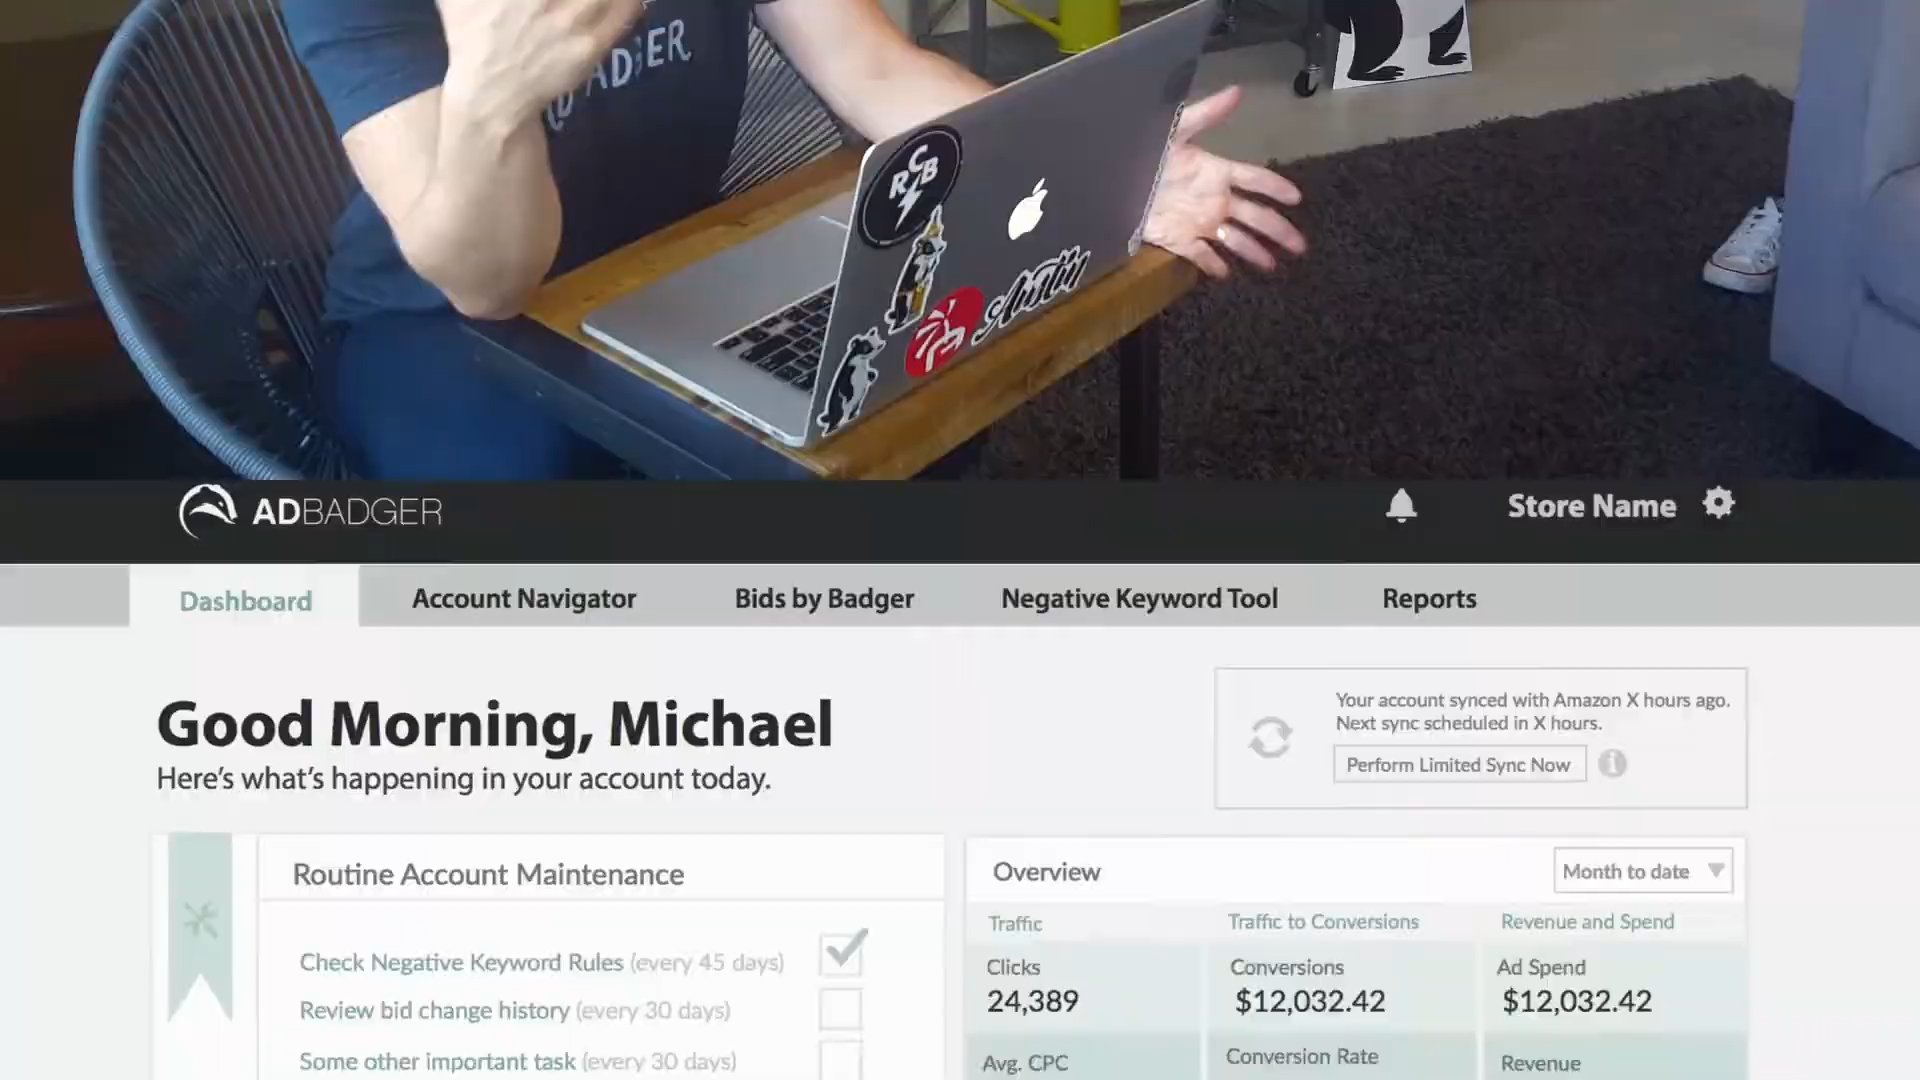 AD BADGER
RCB
Austin
ADBADGER
Store Name
Dashboard
Account Navigator
Bids by Badger
Negative Keyword Tool
Reports
Good Morning, Michael
Here's what's happening in your account today.
Your account synced with Amazon X hours ago.
Next sync scheduled in X hours.
Perform Limited Sync Now
Routine Account Maintenance
Check Negative Keyword Rules (every 45 days)
Review bid change history (every 30 days)
Some other important task (every 30 days)
Overview
Month to date
Traffic
Traffic to Conversions
Revenue and Spend
Clicks
Conversions
Ad Spend
24,389
$12,032.42
$12,032.42
Avg. CPC
Conversion Rate
Revenue